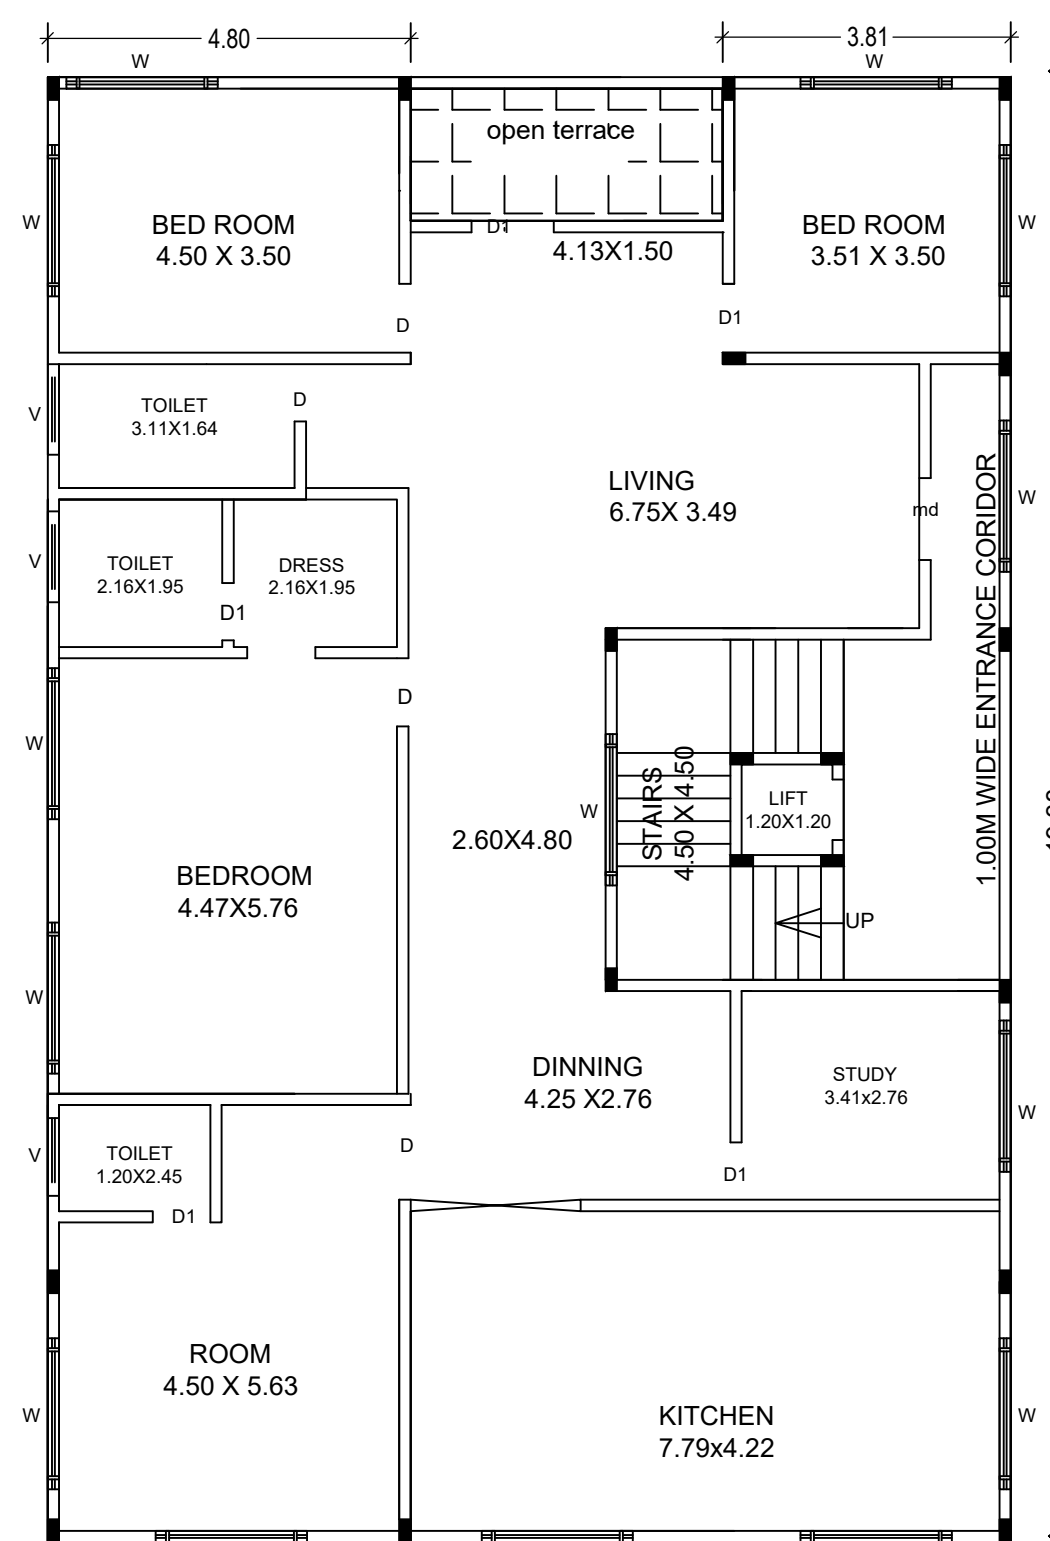 4.80
3.81
W
W
open terrace
W
BED ROOM
4.50 X 3.50
D1
4.13X1.50
BED ROOM
3.51 X 3.50
W
D
D1
V
TOILET
3.11X1.64
D
LIVING
6.75X 3.49
md
W
1.00M WIDE ENTRANCE CORIDOR
V
TOILET
2.16X1.95
DRESS
2.16X1.95
D1
D
W
2.60X4.80
W
STAIRS
4.50 X 4.50
LIFT
1.20X1.20
BEDROOM
4.47X5.76
UP
W
DINNING
4.25 X2.76
STUDY
3.41x2.76
W
V
TOILET
1.20X2.45
D
D1
D1
ROOM
4.50 X 5.63
W
KITCHEN
7.79x4.22
W